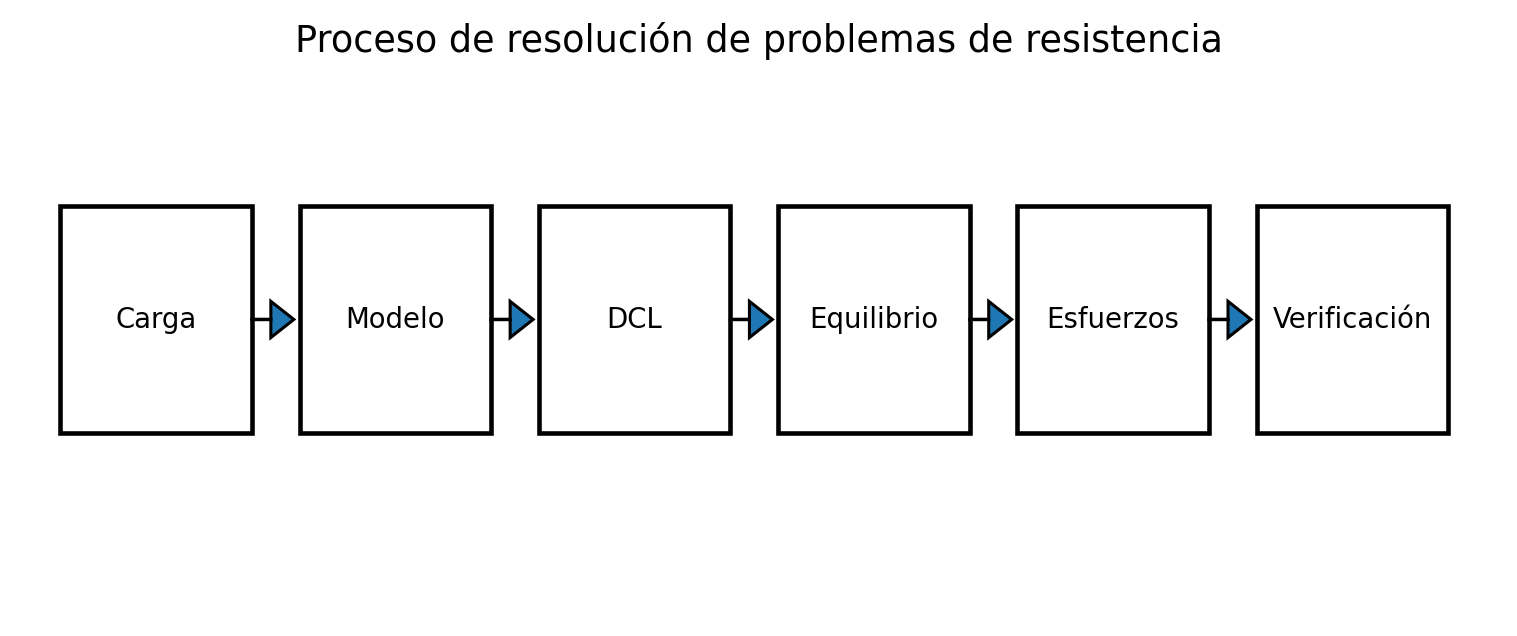 Proceso de resolución de problemas de resistencia
Carga
Modelo
DCL
Equilibrio
Esfuerzos
Verificación